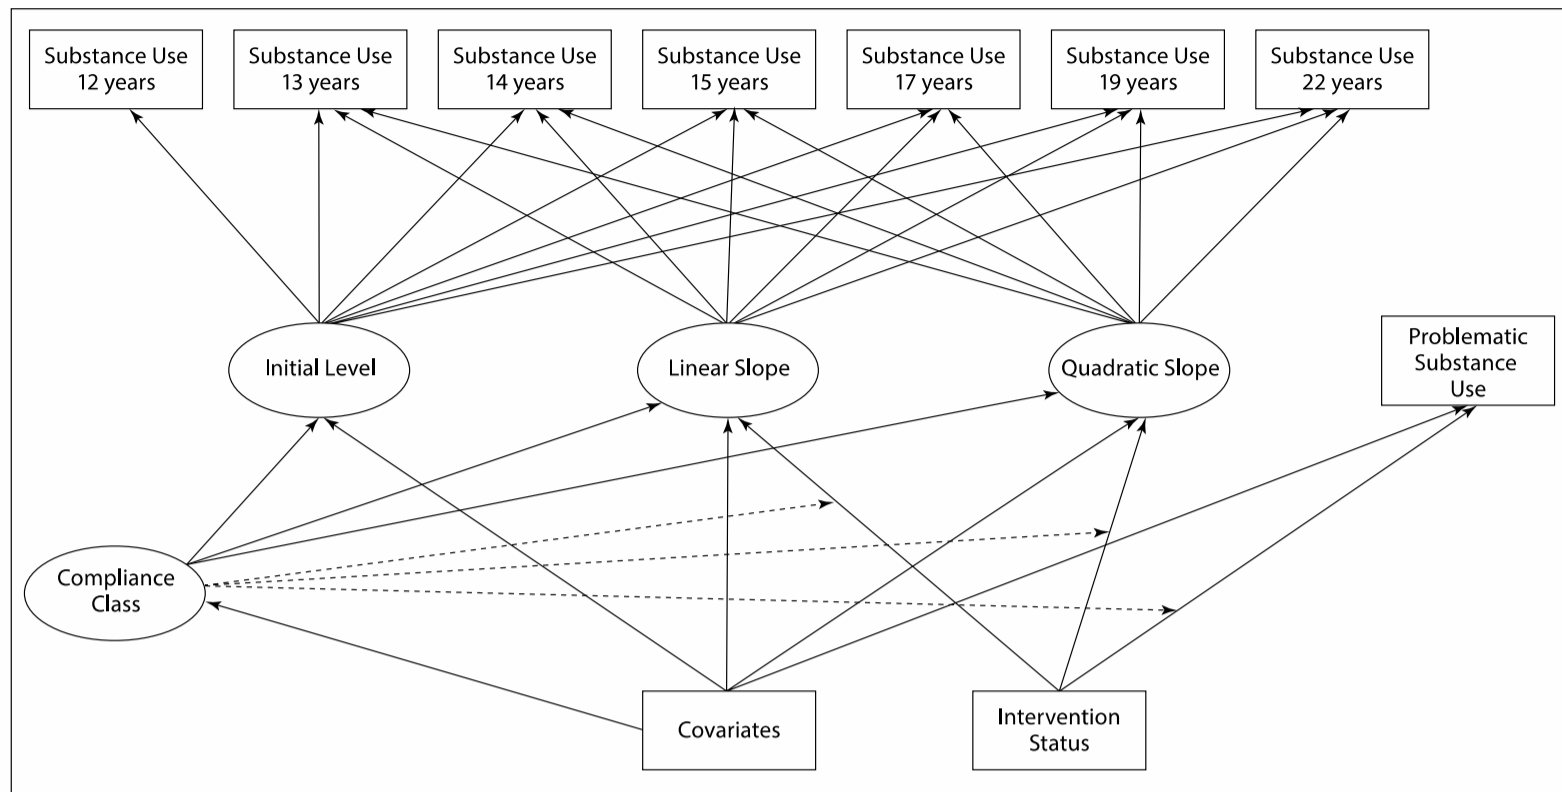 Substance Use
12 years
Substance Use
13 years
Substance Use
14 years
Substance Use
15 years
Substance Use
17 years
Substance Use
19 years
Substance Use
22 years
Initial Level
Linear Slope
Quadratic Slope
Problematic
Substance
Use
Compliance
Class
Covariates
Intervention
Status